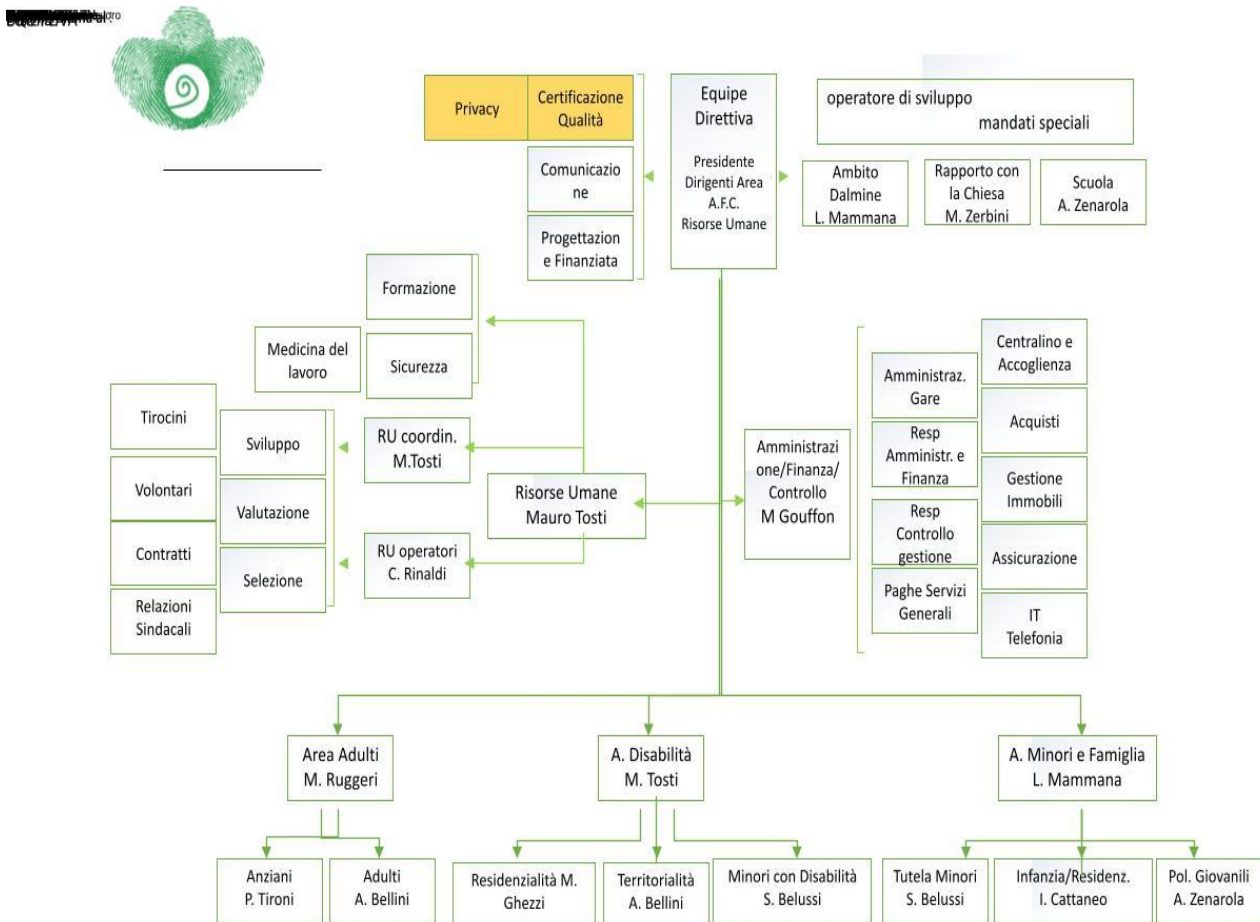 Privacy
Certificazione
Qualità
Comunicazio
ne
Progettazion
e Finanziata
Equipe
Direttiva
Presidente
Dirigenti Area
A.F.C.
Risorse Umane
operatore di sviluppo
mandati speciali
Ambito
Dalmine
L. Mammana
Rapporto con
la Chiesa
M. Zerbini
Scuola
A. Zenarola
Formazione
Medicina del
lavoro
Sicurezza
Tirocini
Volontari
Contratti
Relazioni
Sindacali
Sviluppo
Valutazione
Selezione
RU coordin.
M.Tosti
RU operatori
C. Rinaldi
Risorse Umane
Mauro Tosti
Amministrazi
one/Finanza/
Controllo
M Gouffon
Amministraz.
Gare
Resp
Amministr. e
Finanza
Resp
Controllo
gestione
Paghe Servizi
Generali
Centralino e
Accoglienza
Acquisti
Gestione
Immobili
Assicurazione
IT
Telefonia
Area Adulti
M. Ruggeri
A. Disabilità
M. Tosti
A. Minori e Famiglia
L. Mammana
Anziani
P. Tironi
Adulti
A. Bellini
Residenzialità M.
Ghezzi
Territorialità
A. Bellini
Minori con Disabilità
S. Belussi
Tutela Minori
S. Belussi
Infanzia/Residenz.
I. Cattaneo
Pol. Giovanili
A. Zenarola